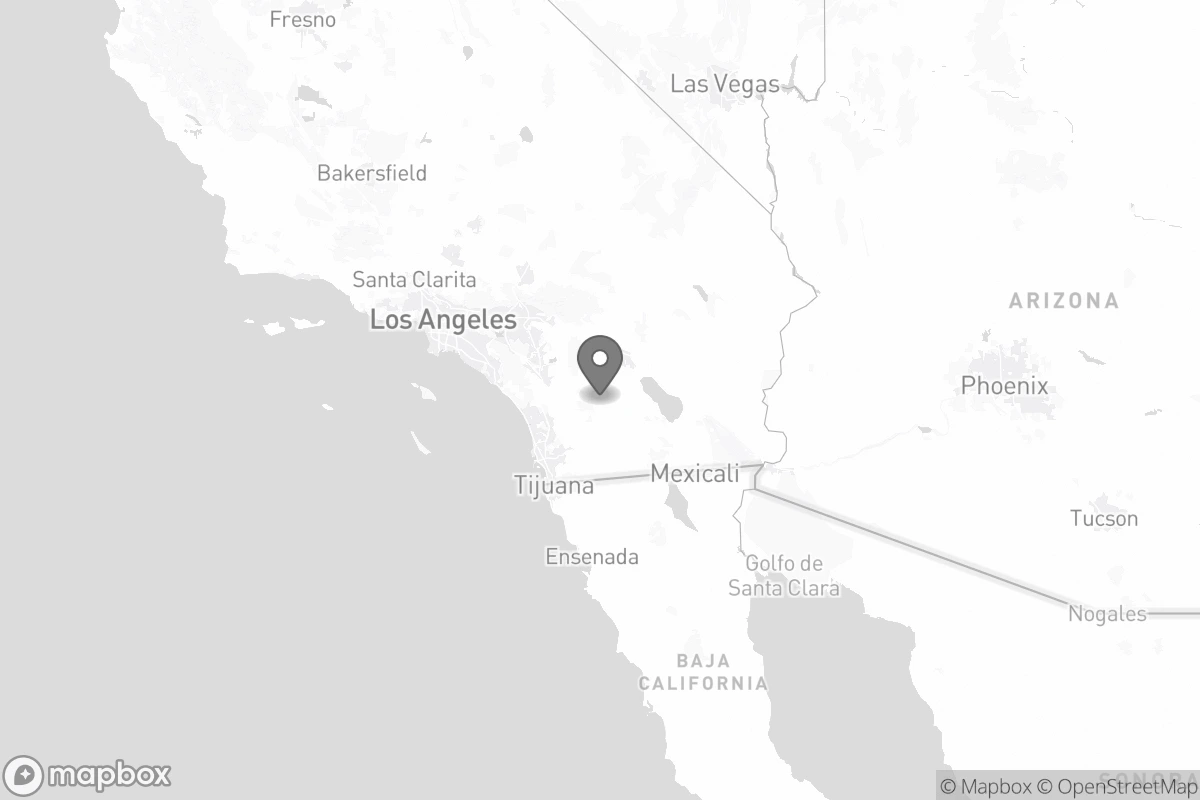 Fresno
Las Vegas
Bakersfield
Santa Clarita
ARIZONA
Los Angeles
Phoenix
Mexicali
Tijuana
Tucson
Ensenada
Golfo de
Santa Clara
Nogales
BAJA
CALIFORNIA
mapbox
SONORA
© Mapbox © OpenStreetMap